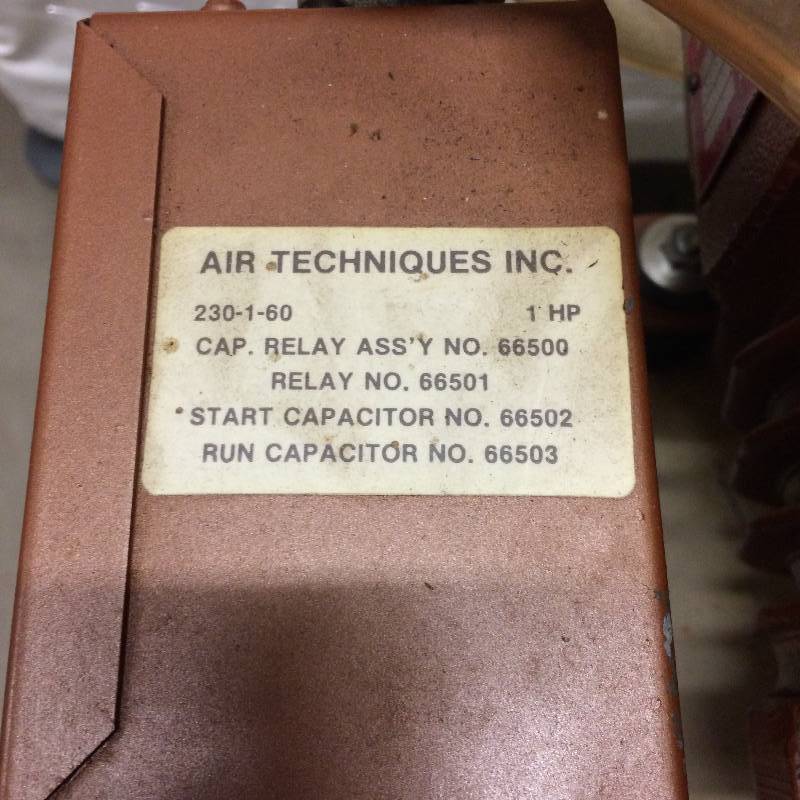 AIR TECHNIQUES INC.
230-1-60 1 HP
CAP. RELAY ASS'Y NO. 66500
RELAY NO. 66501
START CAPACITOR NO. 66502
RUN CAPACITOR NO. 66503